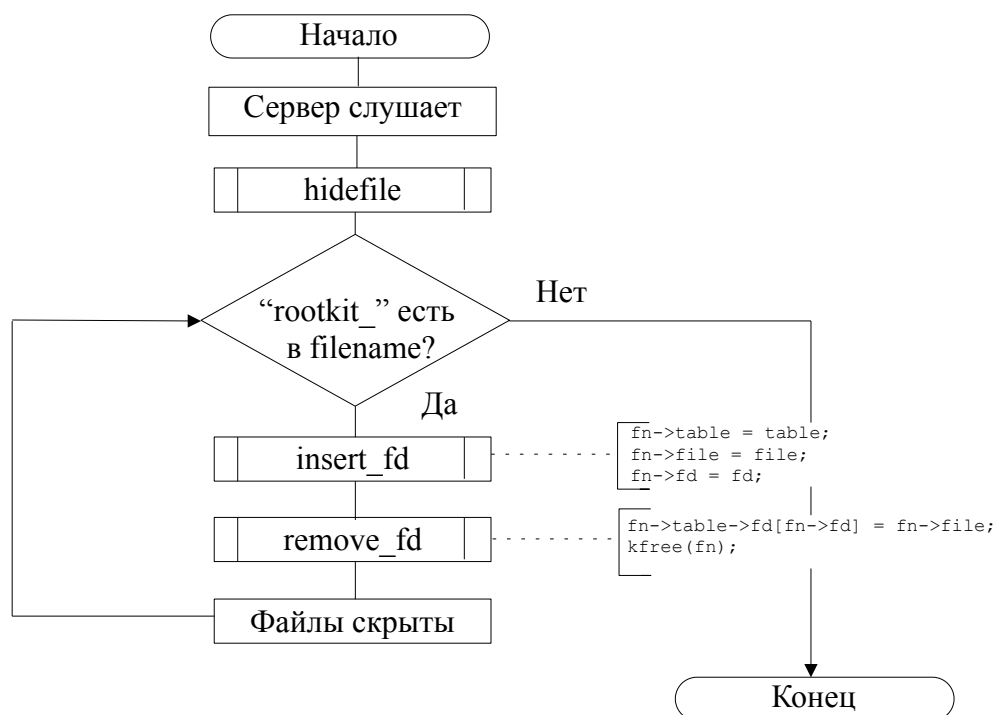 Начало
Сервер слушает
hidefile
“rootkit_” есть
в filename?
Нет
Да
insert_fd
fn->table = table;
fn->file = file;
fn->fd = fd;
remove_fd
fn->table->fd[fn->fd] = fn->file;
kfree(fn);
Файлы скрыты
Конец